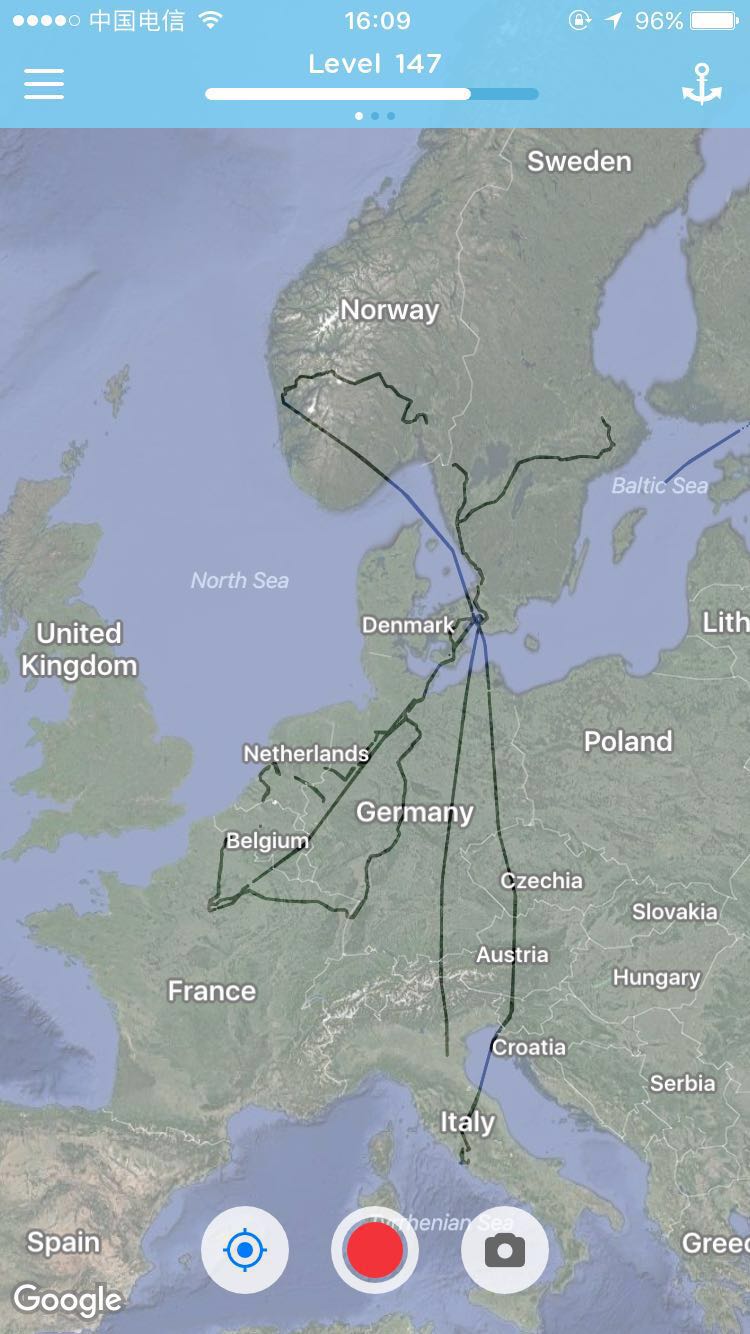 中国电信
16:09
96%
Level 147
Sweden
Norway
Baltic Sea
North Sea
Denmark
Lith
United
Kingdom
Poland
Netherlands
Germany
Belgium
Czechia
Slovakia
Austria
Hungary
France
Croatia
Serbia
Italy
Tyrrhenian Sea
Spain
Greec
Google